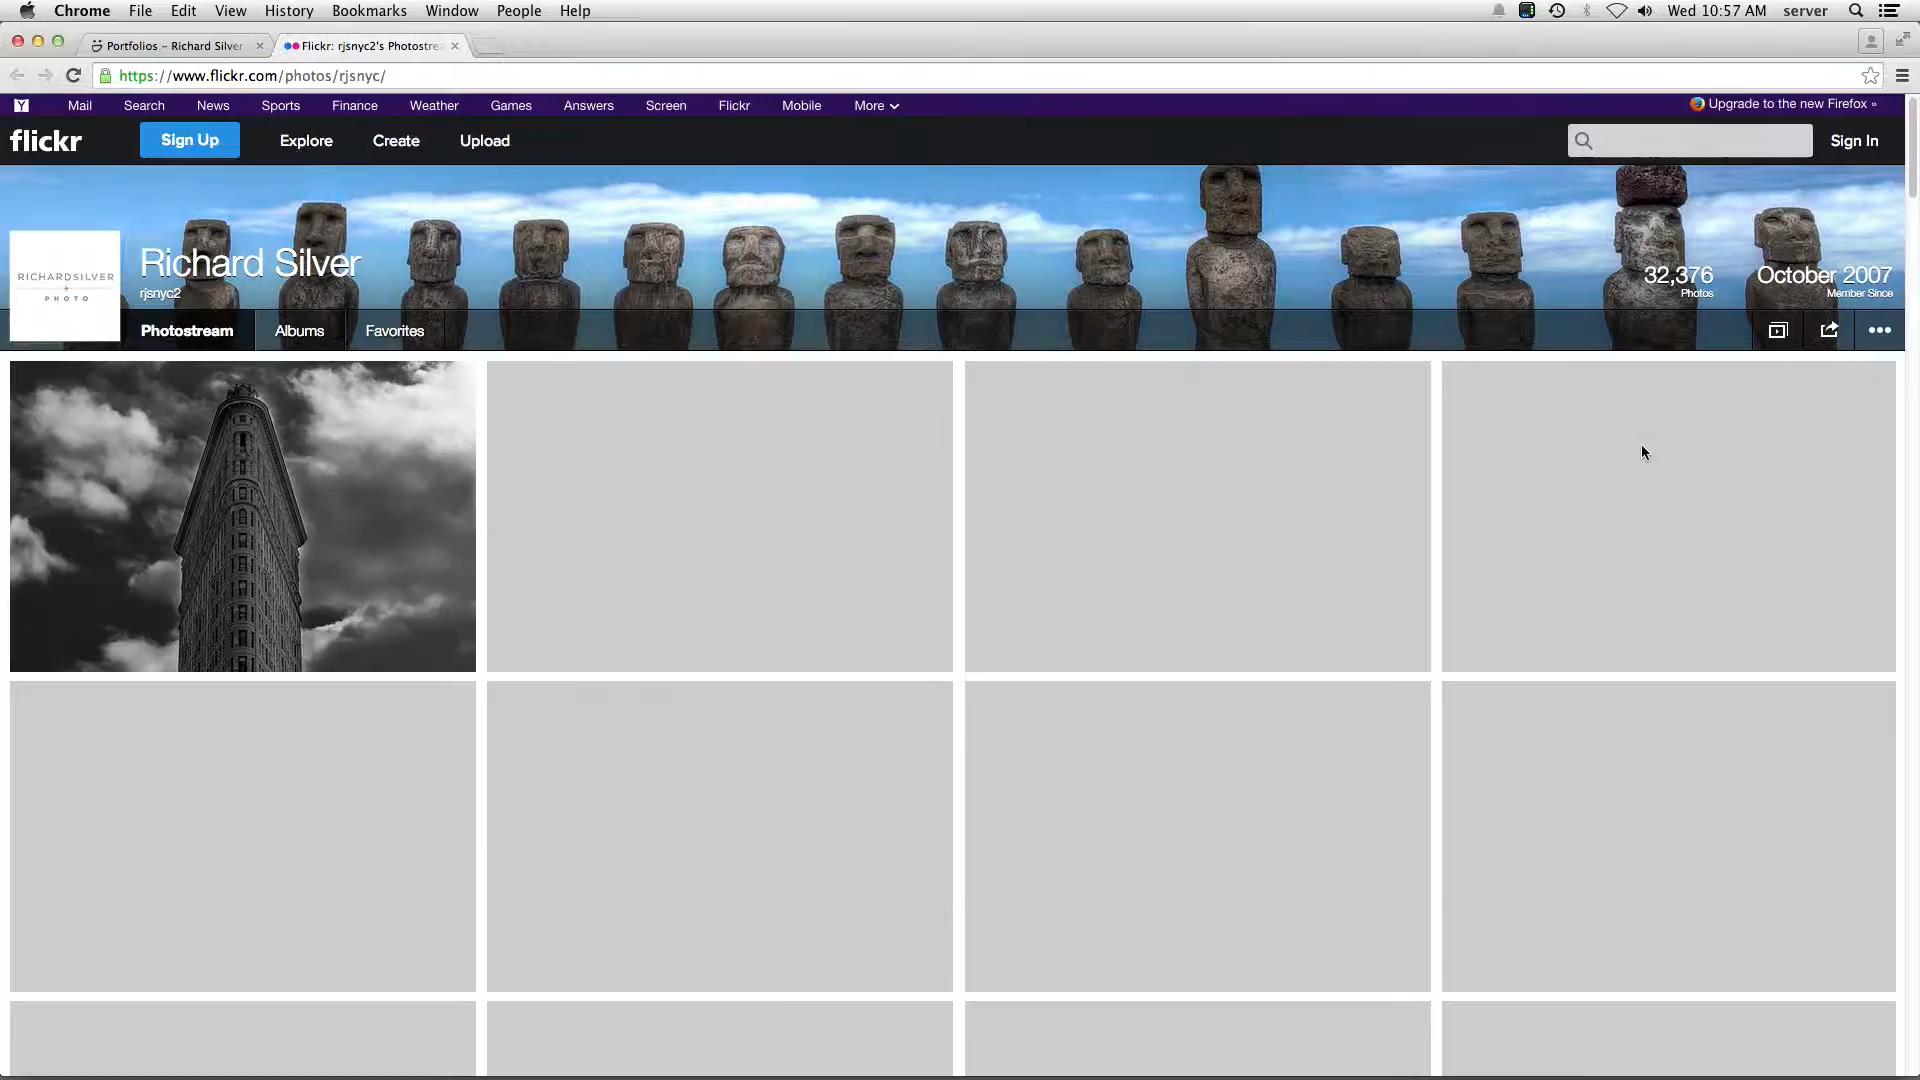 Chrome File Edit View History Bookmarks Window People Help Wed 10:57 AM server
Portfolios – Richard Silver Flickr: rjsnyc2's Photostrea
https://www.flickr.com/photos/rjsnyc/
Y Mail Search News Sports Finance Weather Games Answers Screen Flickr Mobile More Upgrade to the new Firefox »
flickr Sign Up Explore Create Upload Sign In
RICHARDSILVER
PHOTO
Richard Silver
rjsnyc2
32,376
Photos
October 2007
Member Since
Photostream Albums Favorites